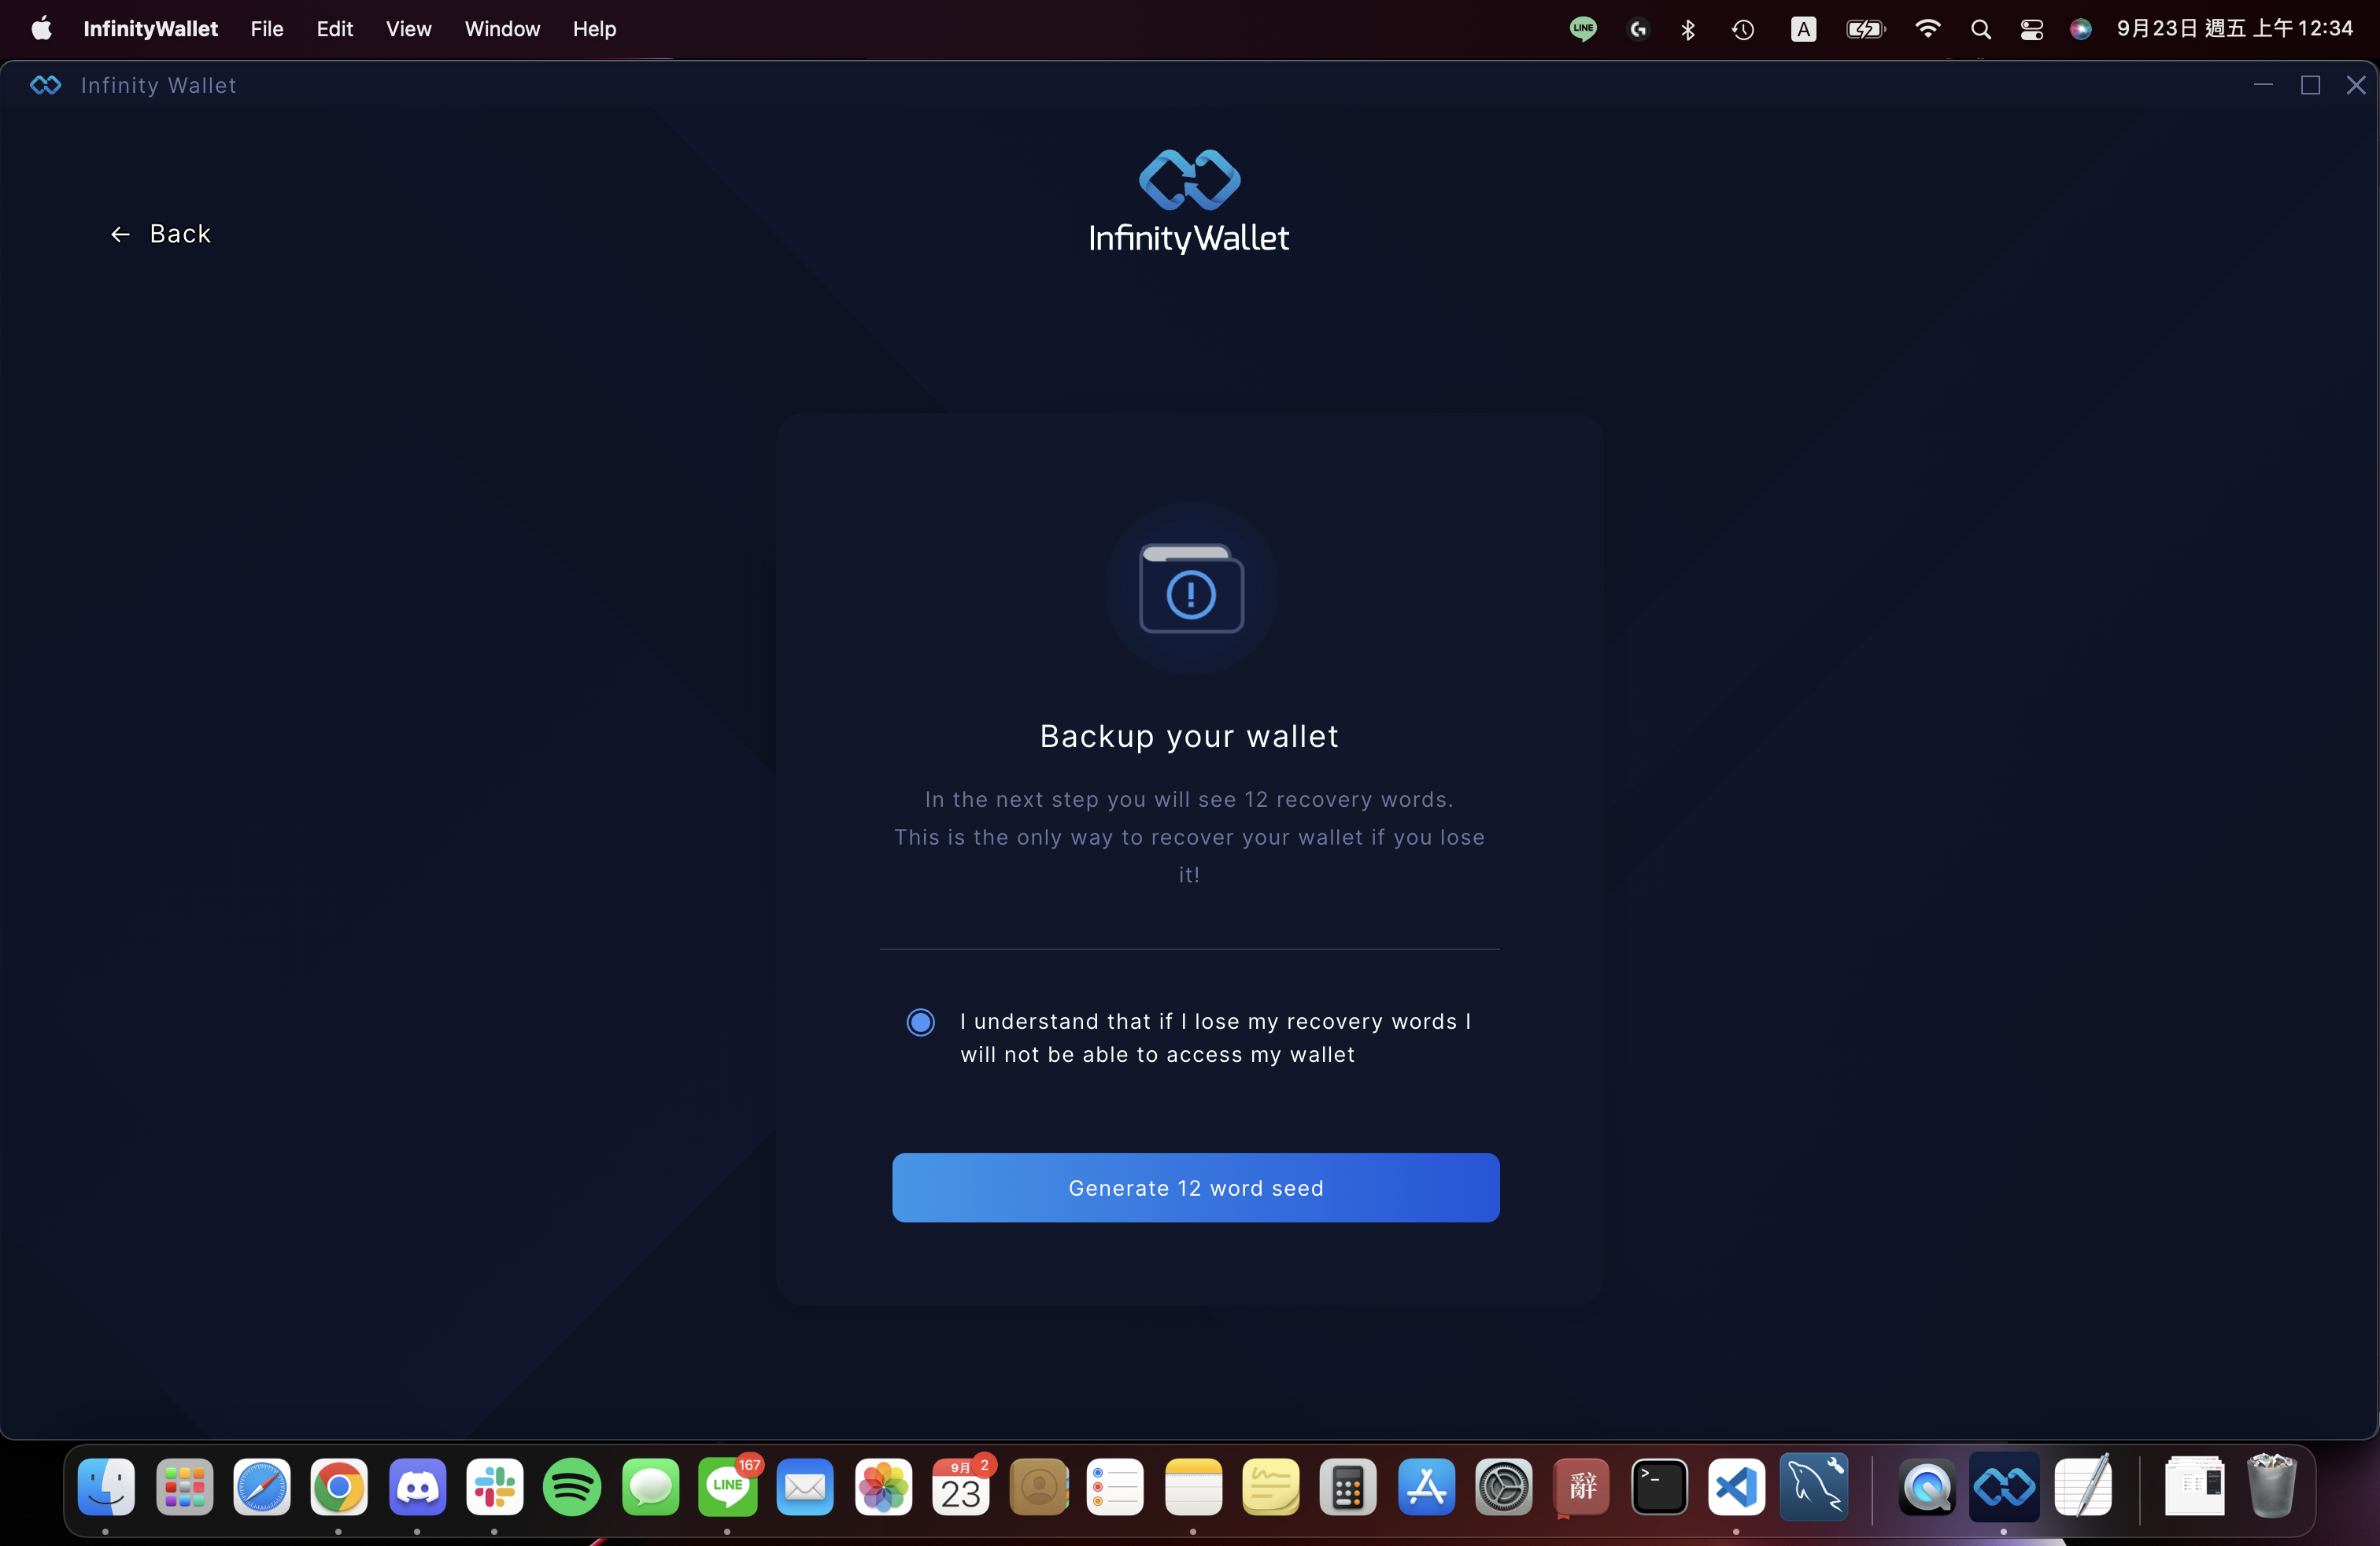 InfinityWallet File Edit View Window Help LINE A 9月23日 週五 上午12:34
Infinity Wallet
InfinityWallet
← Back
Backup your wallet
In the next step you will see 12 recovery words.
This is the only way to recover your wallet if you lose
it!
I understand that if I lose my recovery words I
will not be able to access my wallet
Generate 12 word seed
LINE 167 9月 2 23 辭 >_